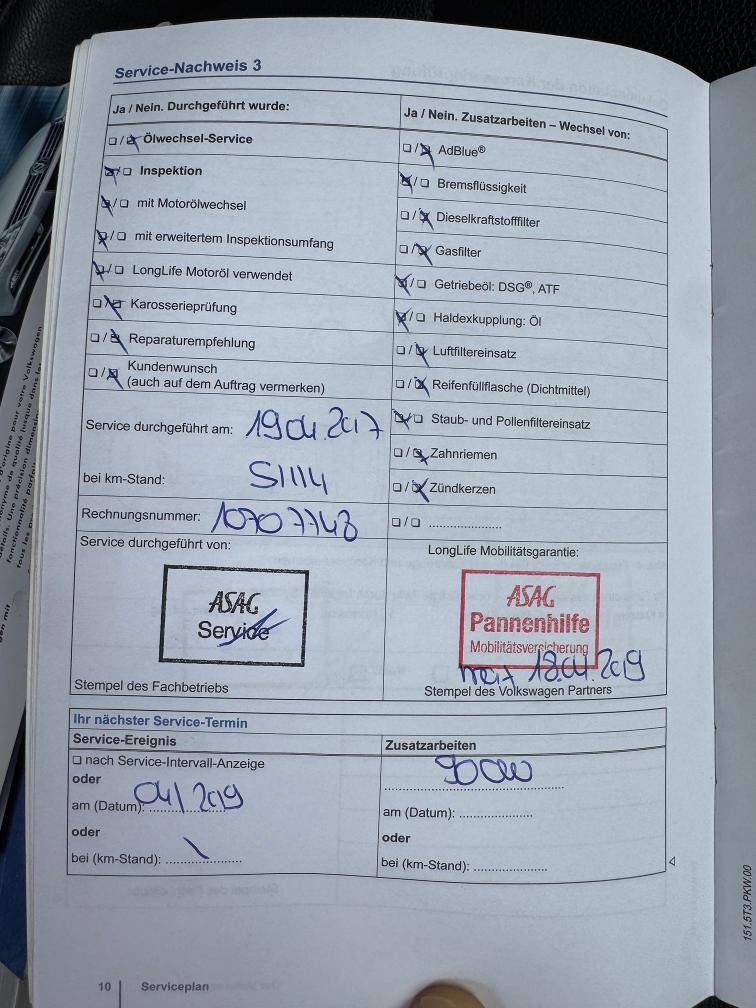 Service-Nachweis 3
Ja / Nein. Durchgeführt wurde:
☐/☒ Ölwechsel-Service
☒/☐ Inspektion
☒/☐ mit Motorölwechsel
☒/☐ mit erweitertem Inspektionsumfang
☒/☐ LongLife Motoröl verwendet
☐/☒ Karosserieprüfung
☐/☒ Reparaturempfehlung
☐/☒ Kundenwunsch
(auch auf dem Auftrag vermerken)
Service durchgeführt am: 19.04.2017
bei km-Stand: 51114
Rechnungsnummer: 10707748
Ja / Nein. Zusatzarbeiten – Wechsel von:
☐/☒ AdBlue®
☒/☐ Bremsflüssigkeit
☐/☒ Dieselkraftstofffilter
☐/☒ Gasfilter
☒/☐ Getriebeöl: DSG®, ATF
☒/☐ Haldexkupplung: Öl
☐/☒ Luftfiltereinsatz
☐/☒ Reifenfüllflasche (Dichtmittel)
☒/☐ Staub- und Pollenfiltereinsatz
☐/☒ Zahnriemen
☐/☒ Zündkerzen
☐/☐ ......................
Service durchgeführt von:
ASAG
Service
Stempel des Fachbetriebs
LongLife Mobilitätsgarantie:
ASAG
Pannenhilfe
Mobilitätsversicherung
18.04.2019
Stempel des Volkswagen Partners
Ihr nächster Service-Termin
Service-Ereignis
☐ nach Service-Intervall-Anzeige
oder
am (Datum): 04/2019
oder
bei (km-Stand): ......................
Zusatzarbeiten
90000
am (Datum): ......................
oder
bei (km-Stand): ......................
151.5T3.PKW.00
10 Serviceplan